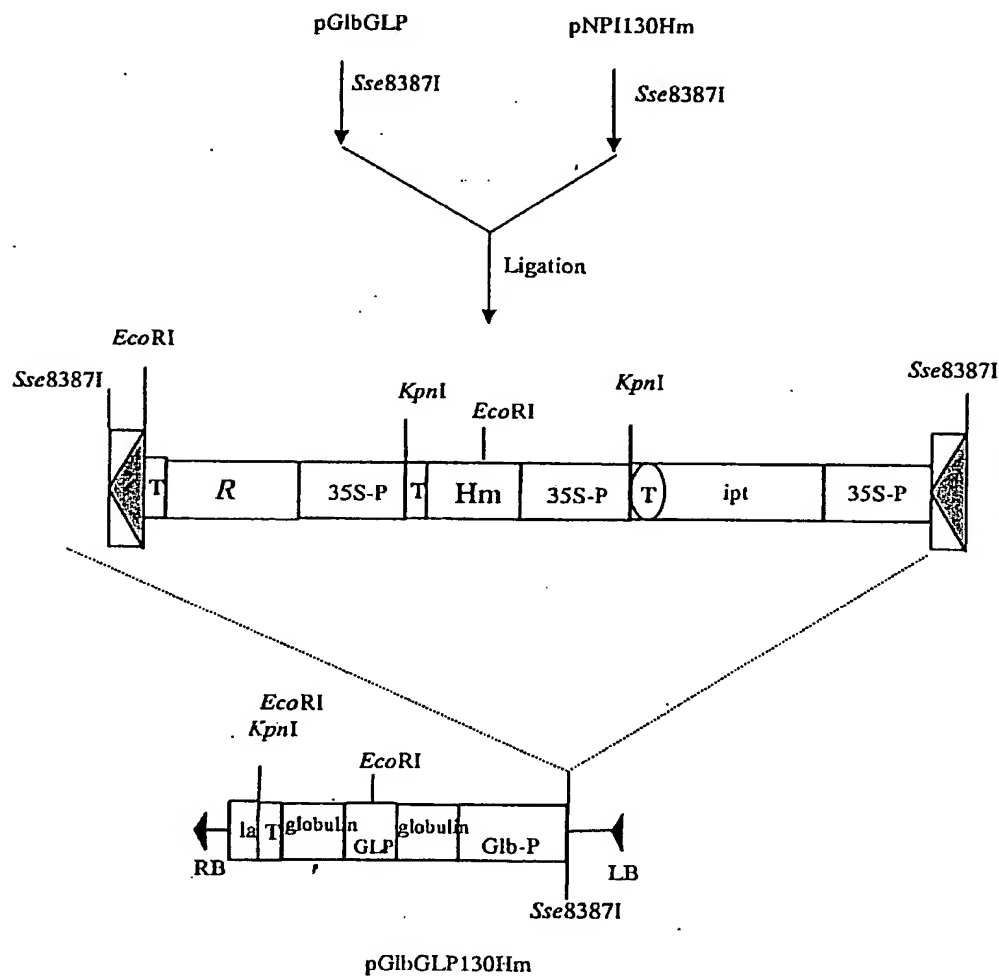 pGlbGLP pNPI130Hm
Sse8387I Sse8387I
Ligation
EcoRI
Sse8387I KpnI KpnI Sse8387I
EcoRI
T R 35S-P T Hm 35S-P T ipt 35S-P
EcoRI
KpnI
EcoRI
la T globulin GLP globulin Glb-P
RB LB
Sse8387I
pGlbGLP130Hm